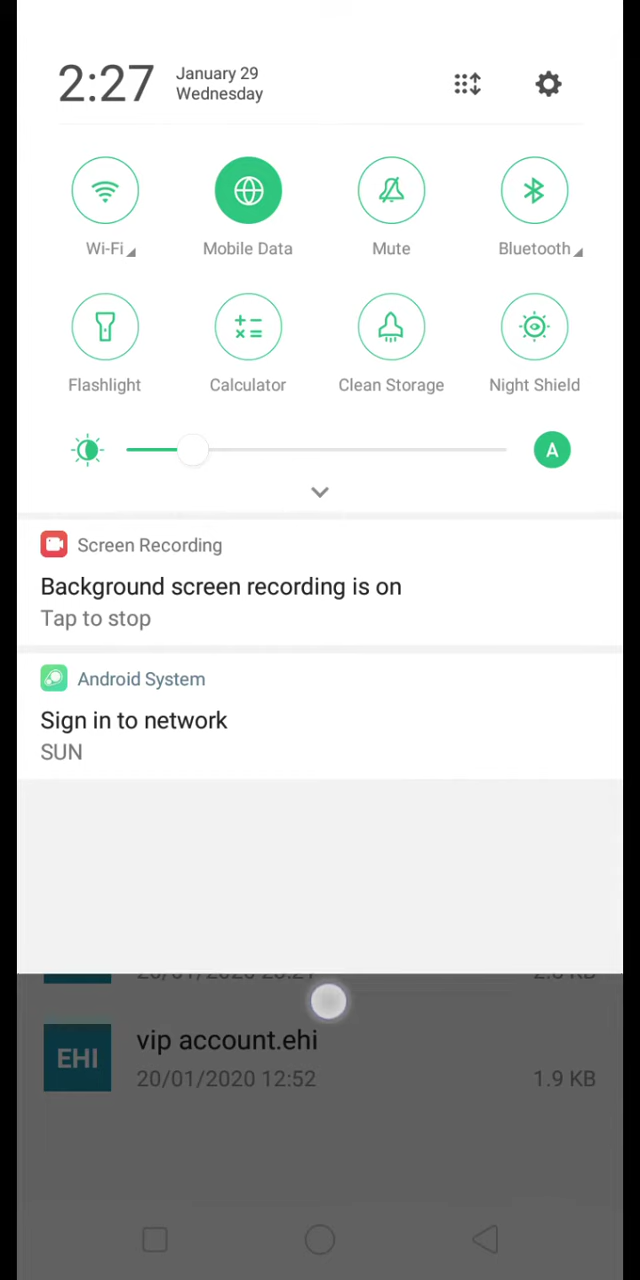 2:27
January 29
Wednesday
Wi-Fi
Mobile Data
Mute
Bluetooth
Flashlight
Calculator
Clean Storage
Night Shield
A
Screen Recording
Background screen recording is on
Tap to stop
Android System
Sign in to network
SUN
EHI
vip account.ehi
20/01/2020 12:52
1.9 KB